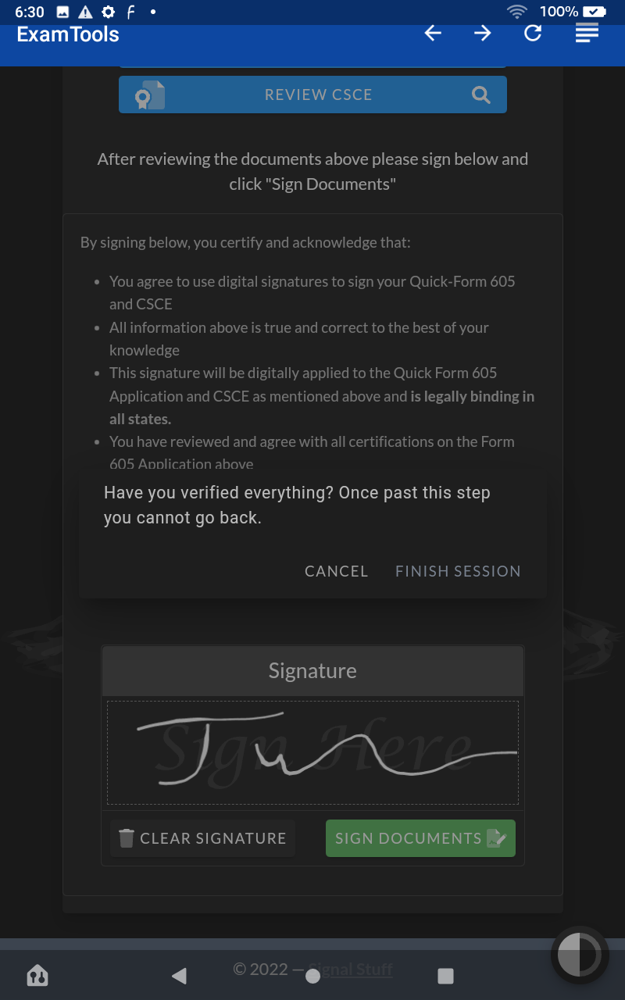 6:30
100%
ExamTools
REVIEW CSCE
After reviewing the documents above please sign below and
click "Sign Documents"
By signing below, you certify and acknowledge that:
• You agree to use digital signatures to sign your Quick-Form 605
and CSCE
• All information above is true and correct to the best of your
knowledge
• This signature will be digitally applied to the Quick Form 605
Application and CSCE as mentioned above and is legally binding in
all states.
• You have reviewed and agree with all certifications on the Form
605 Application above
Have you verified everything? Once past this step
you cannot go back.
CANCEL FINISH SESSION
Signature
Sign Here
CLEAR SIGNATURE SIGN DOCUMENTS
© 2022 — Signal Stuff